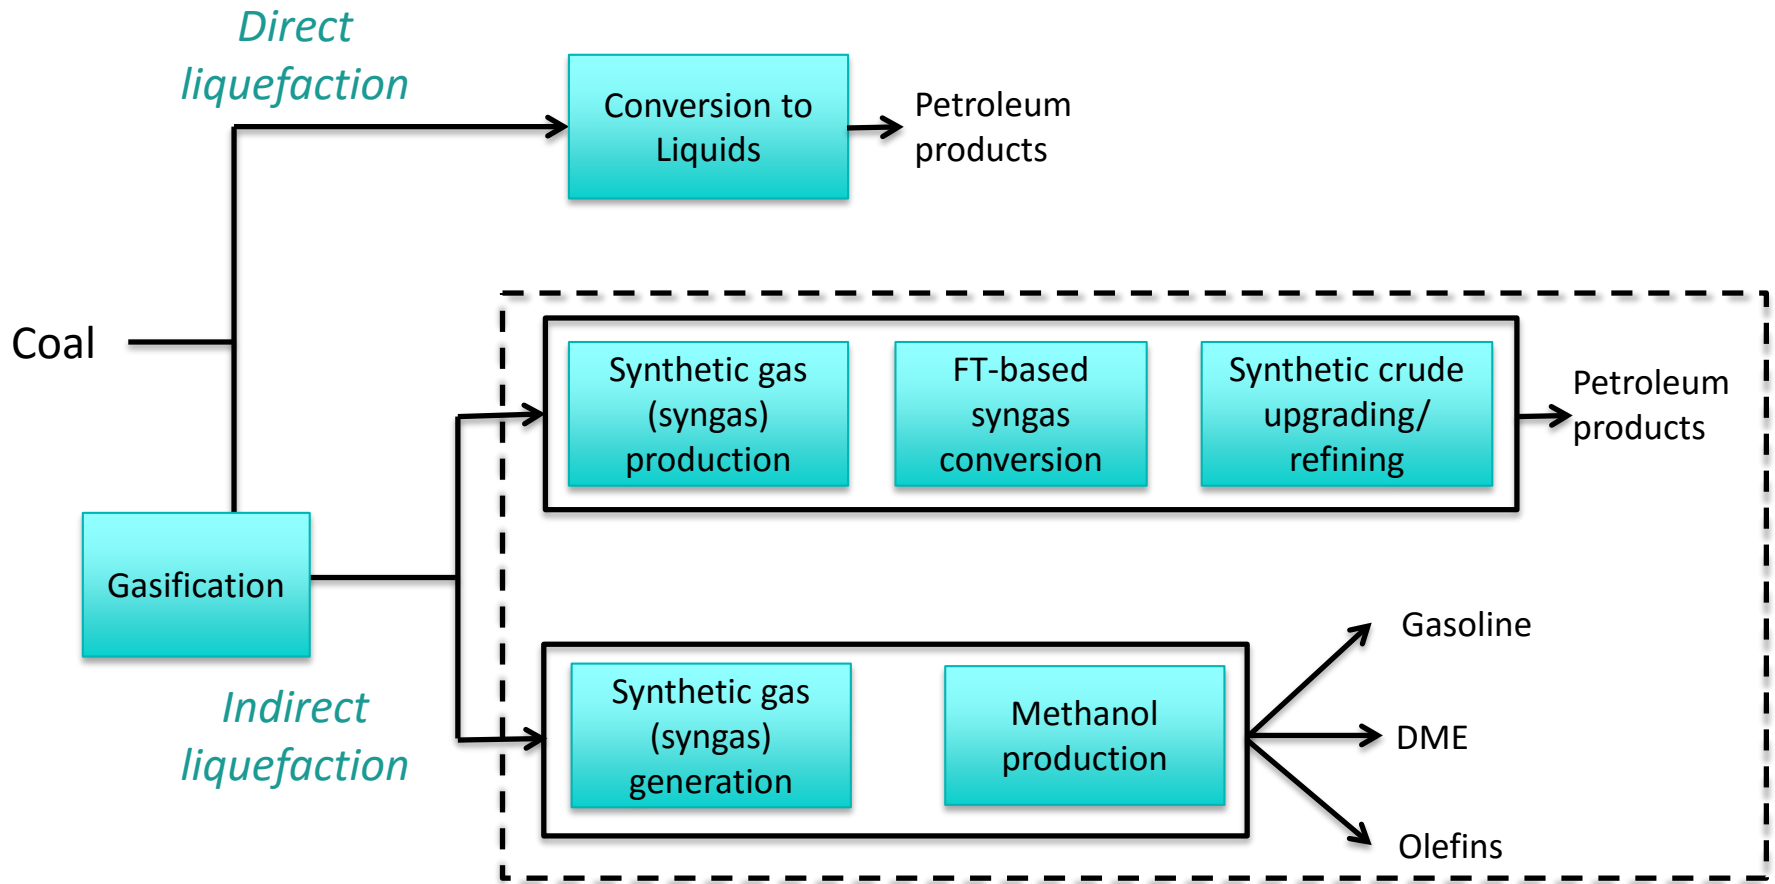 Direct
liquefaction
Conversion to
Liquids
Petroleum
products
Coal
Synthetic gas
(syngas)
production
FT-based
syngas
conversion
Synthetic crude
upgrading/
refining
Petroleum
products
Gasification
Indirect
liquefaction
Synthetic gas
(syngas)
generation
Methanol
production
Gasoline
DME
Olefins